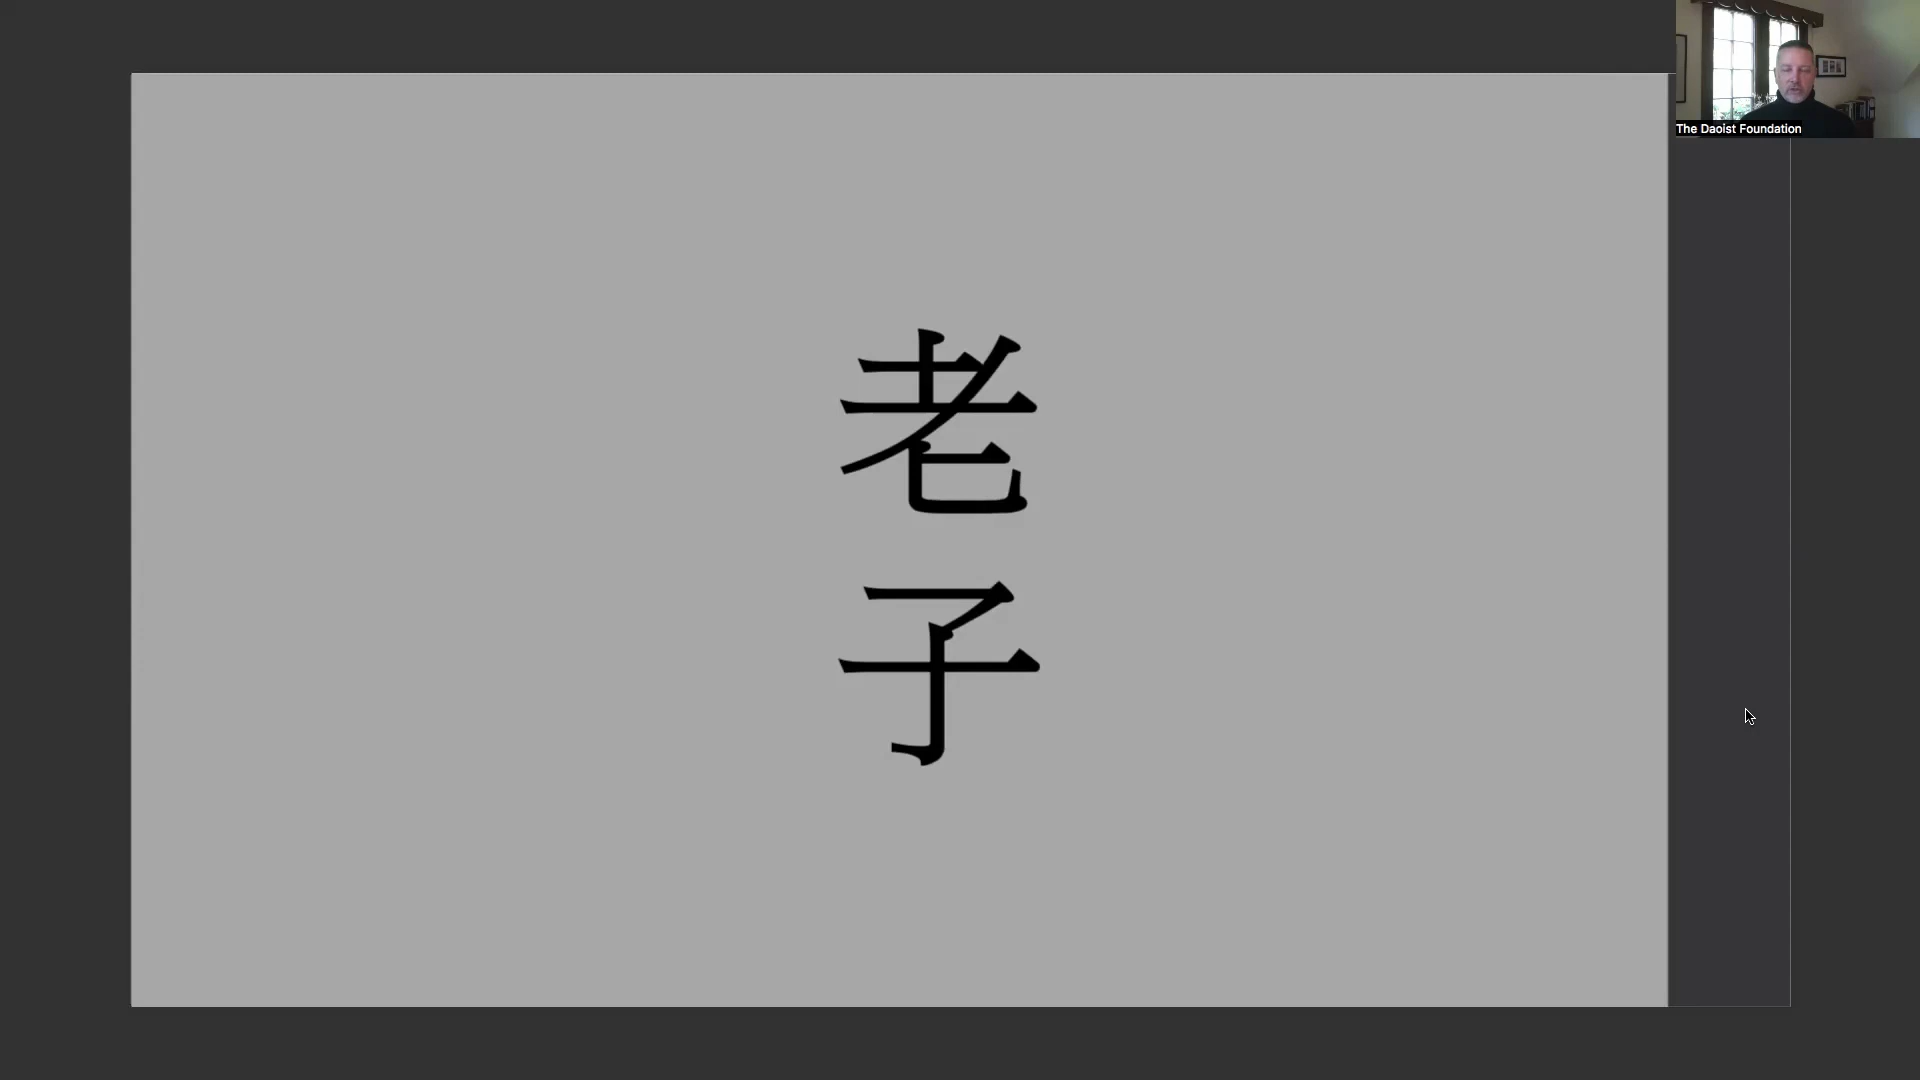 老
子
The Daoist Foundation